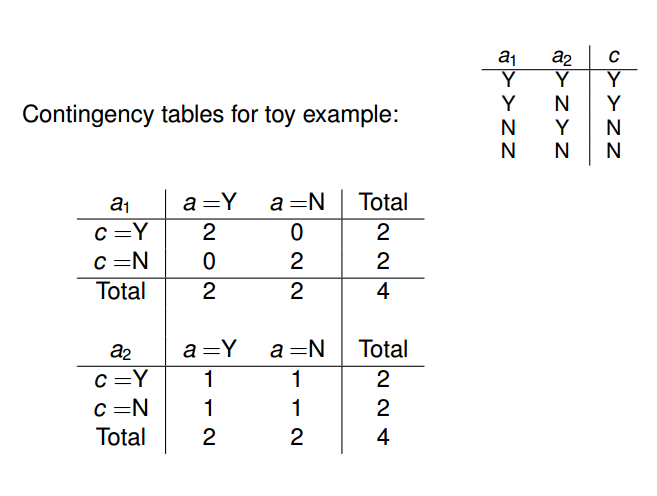 a₁ a₂ c
Y Y Y
Y N Y
N Y N
N N N
Contingency tables for toy example:
a₁ a =Y a =N Total
c =Y 2 0 2
c =N 0 2 2
Total 2 2 4
a₂ a =Y a =N Total
c =Y 1 1 2
c =N 1 1 2
Total 2 2 4